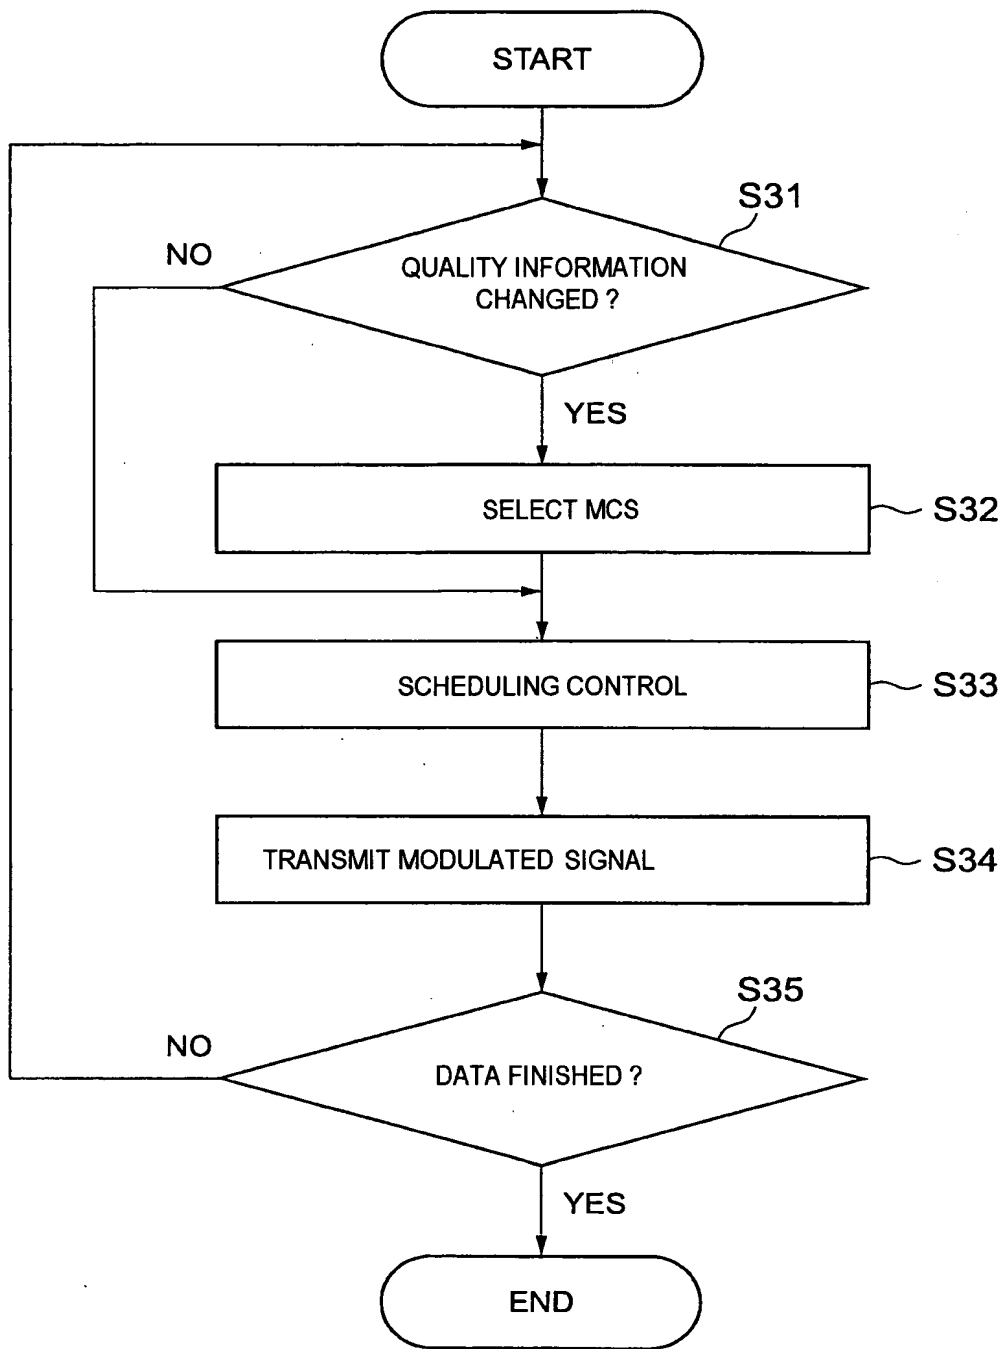 START
S31
NO
QUALITY INFORMATION
CHANGED ?
YES
SELECT MCS
S32
SCHEDULING CONTROL
S33
TRANSMIT MODULATED SIGNAL
S34
S35
NO
DATA FINISHED ?
YES
END